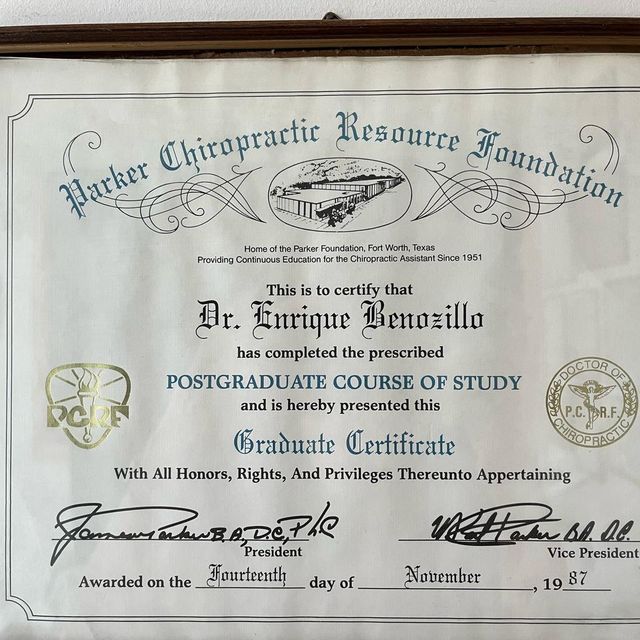 Parker Chiropractic Resource Foundation
Home of the Parker Foundation, Fort Worth, Texas
Providing Continuous Education for the Chiropractic Assistant Since 1951
This is to certify that
Dr. Enrique Benozillo
has completed the prescribed
POSTGRADUATE COURSE OF STUDY
and is hereby presented this
Graduate Certificate
With All Honors, Rights, And Privileges Thereunto Appertaining
PCRF
DOCTOR OF
P.C. R.F.
CHIROPRACTIC
Parker B.A, D.C, Ph.C
President
Parker B.A. D.C.
Vice President
Awarded on the Fourteenth day of November, 1987